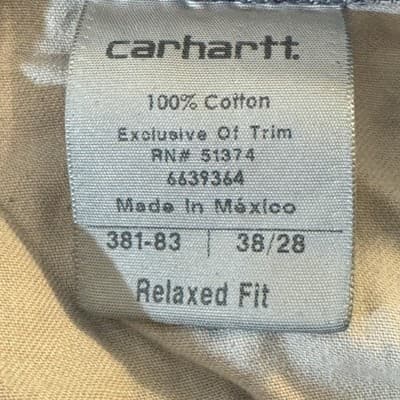 carhartt.
100% Cotton
Exclusive Of Trim
RN# 51374
6639364
Made In México
381-83 | 38/28
Relaxed Fit